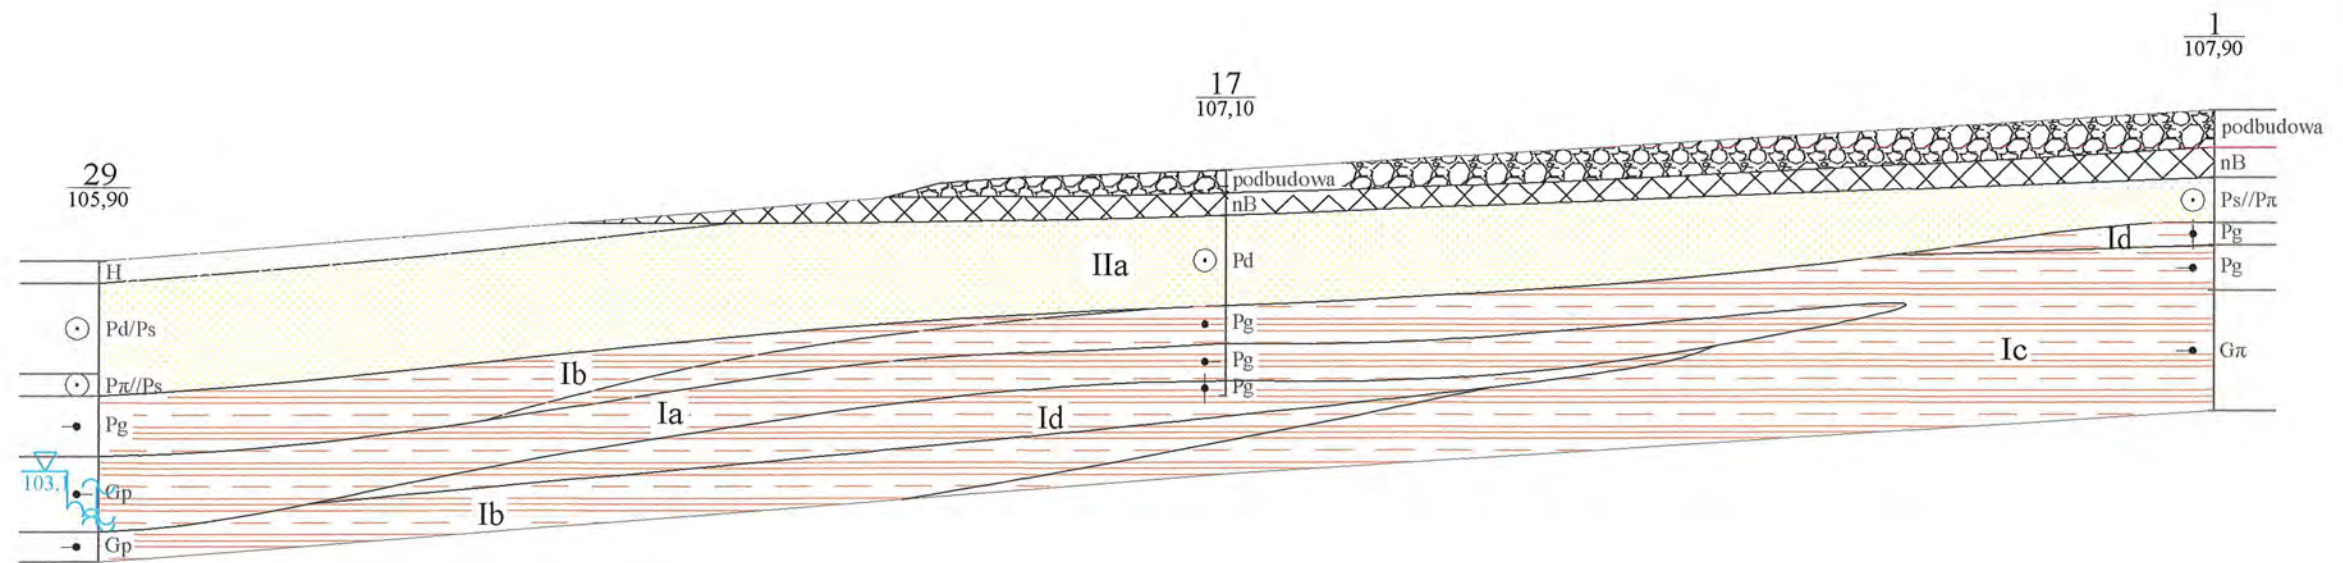 1
107,90
17
107,10
29
105,90
podbudowa
nB
Ps//Pπ
Pg
Pg
Gπ
podbudowa
nB
Pd
Pg
Pg
Pg
H
Pd/Ps
Pπ//Ps
Pg
Gp
Gp
103,
IIa
Id
Ib
Ia
Id
Ic
Ib